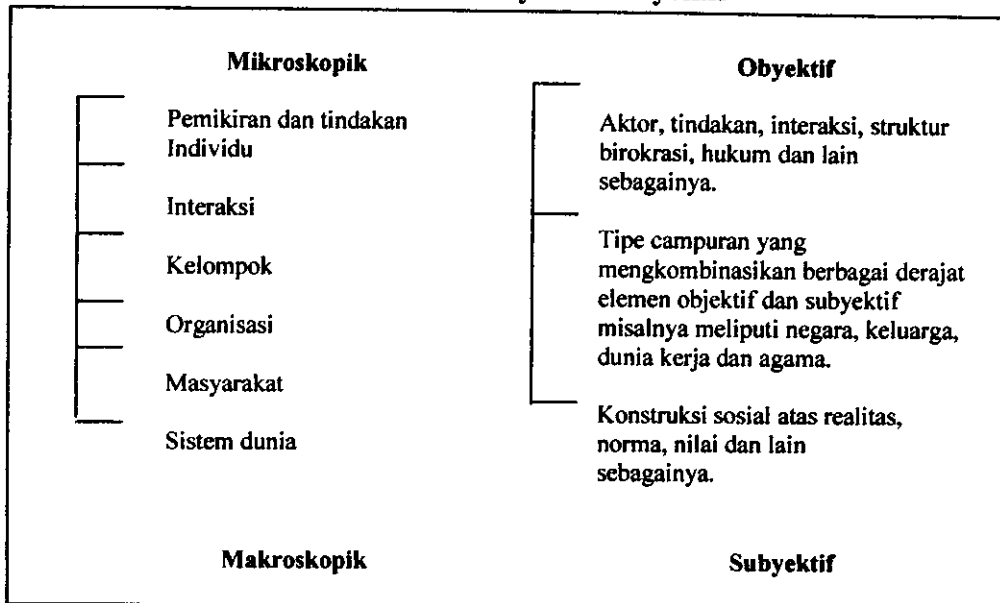 Mikroskopik
Pemikiran dan tindakan
Individu
Interaksi
Kelompok
Organisasi
Masyarakat
Sistem dunia
Makroskopik
Obyektif
Aktor, tindakan, interaksi, struktur
birokrasi, hukum dan lain
sebagainya.
Tipe campuran yang
mengkombinasikan berbagai derajat
elemen objektif dan subyektif
misalnya meliputi negara, keluarga,
dunia kerja dan agama.
Konstruksi sosial atas realitas,
norma, nilai dan lain
sebagainya.
Subyektif